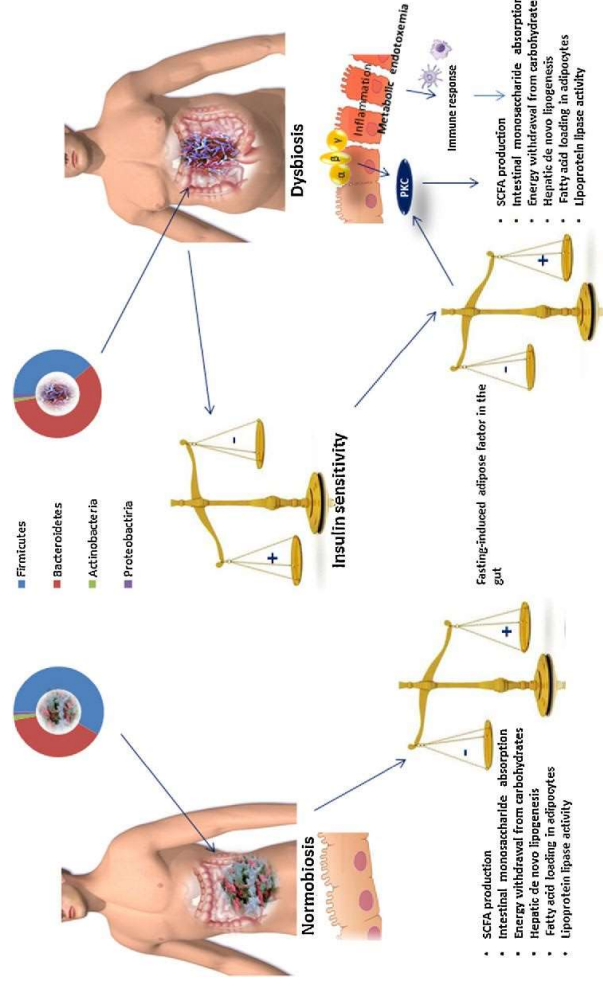 Firmicutes
Bacteroidetes
Actinobacteria
Proteobactiria
Normobiosis
-
+
SCFA production
Intestinal monosaccharide absorption
Energy withdrawal from carbohydrates
Hepatic de novo lipogenesis
Fatty acid loading in adipocytes
Lipoprotein lipase activity
Dysbiosis
+
-
Insulin sensitivity
Fasting-induced adipose factor in the
gut
-
+
α
β
γ
Inflammation
Metabolic endotoxemia
PKC
Immune response
SCFA production
Intestinal monosaccharide absorption
Energy withdrawal from carbohydrate
Hepatic de novo lipogenesis
Fatty acid loading in adipocytes
Lipoprotein lipase activity